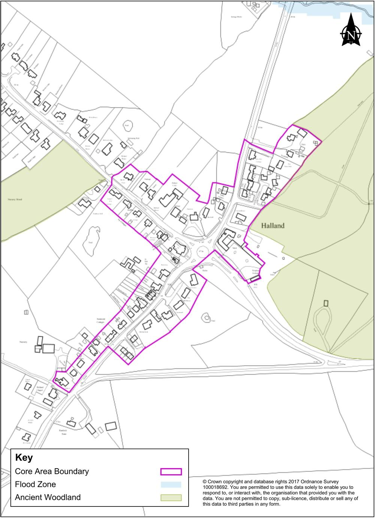 N
Halland
Key
Core Area Boundary
Flood Zone
Ancient Woodland
© Crown copyright and database rights 2017 Ordnance Survey
100018692. You are permitted to use this data solely to enable you to
respond to, or interact with, the organisation that provided you with the
data. You are not permitted to copy, sub-licence, distribute or sell any of
this data to third parties in any form.